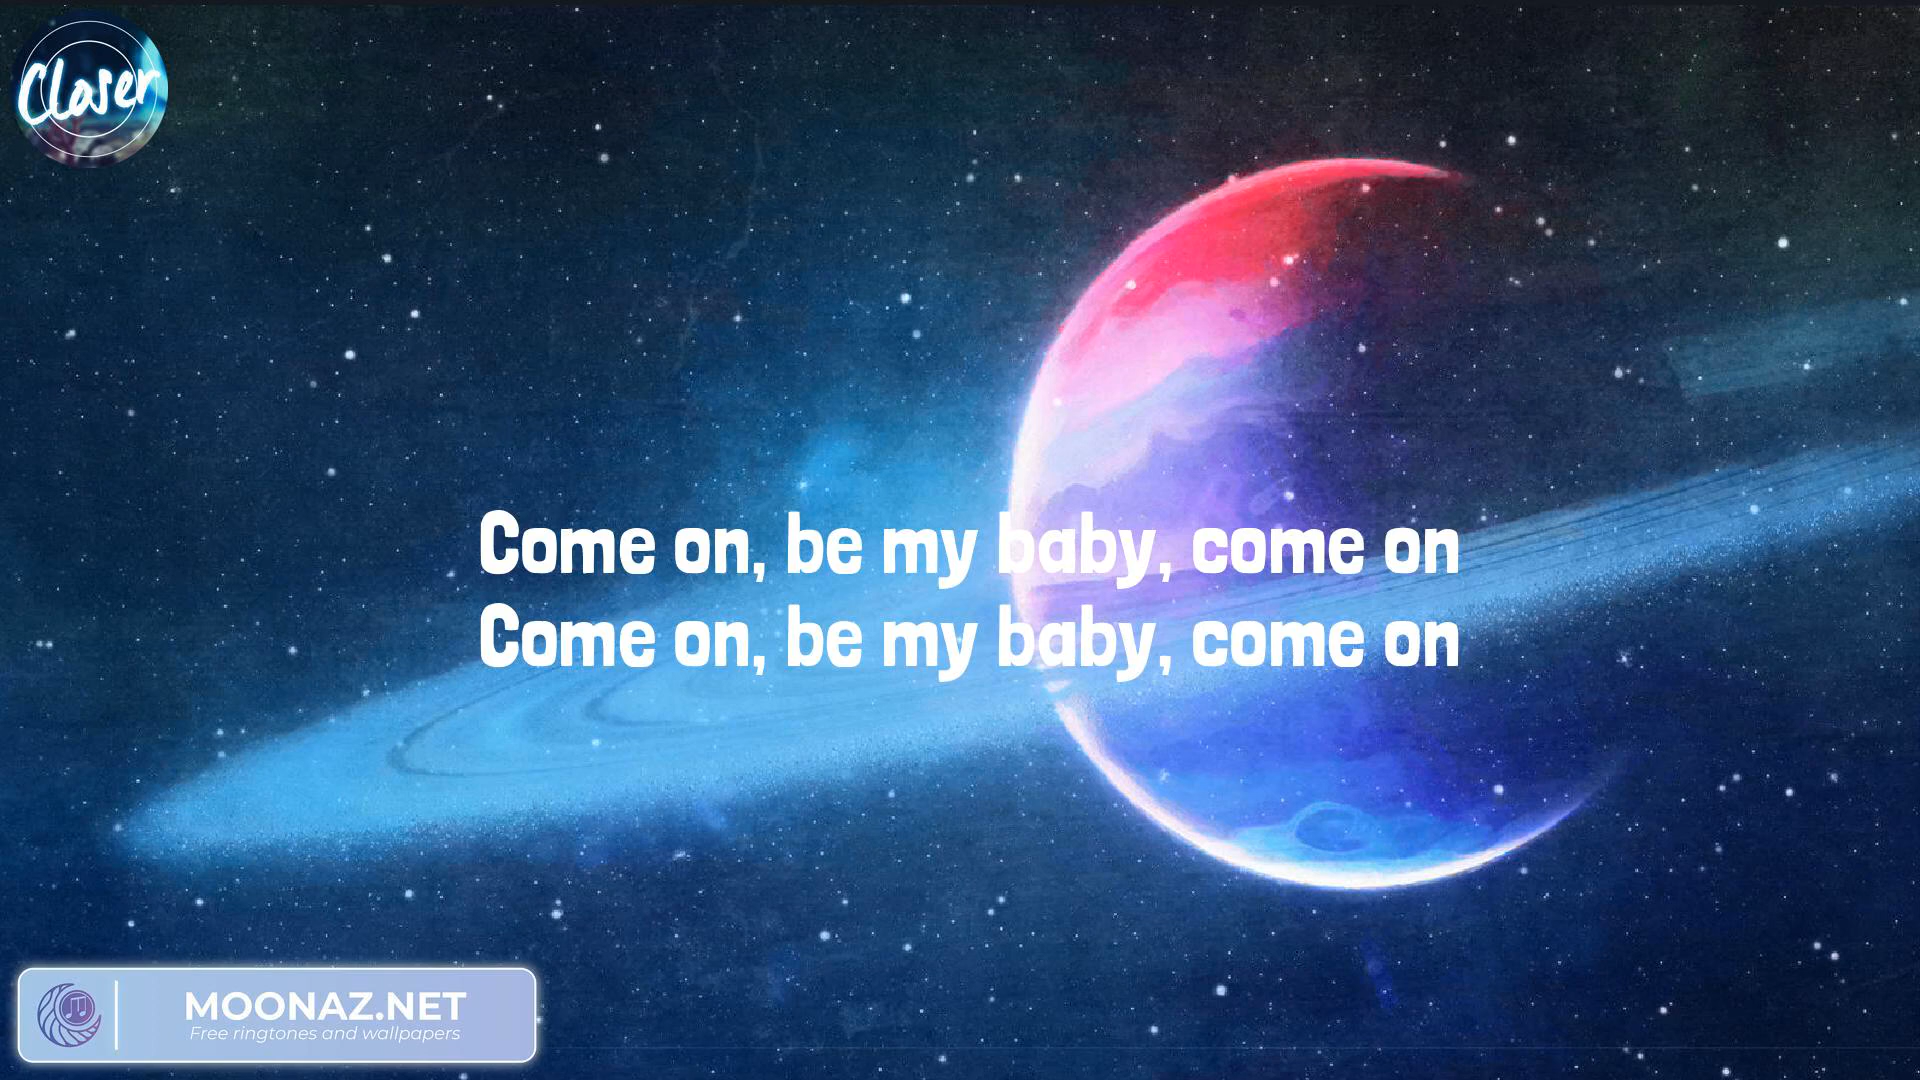 Closer
Come on, be my baby, come on
Come on, be my baby, come on
MOONAZ.NET
Free ringtones and wallpapers